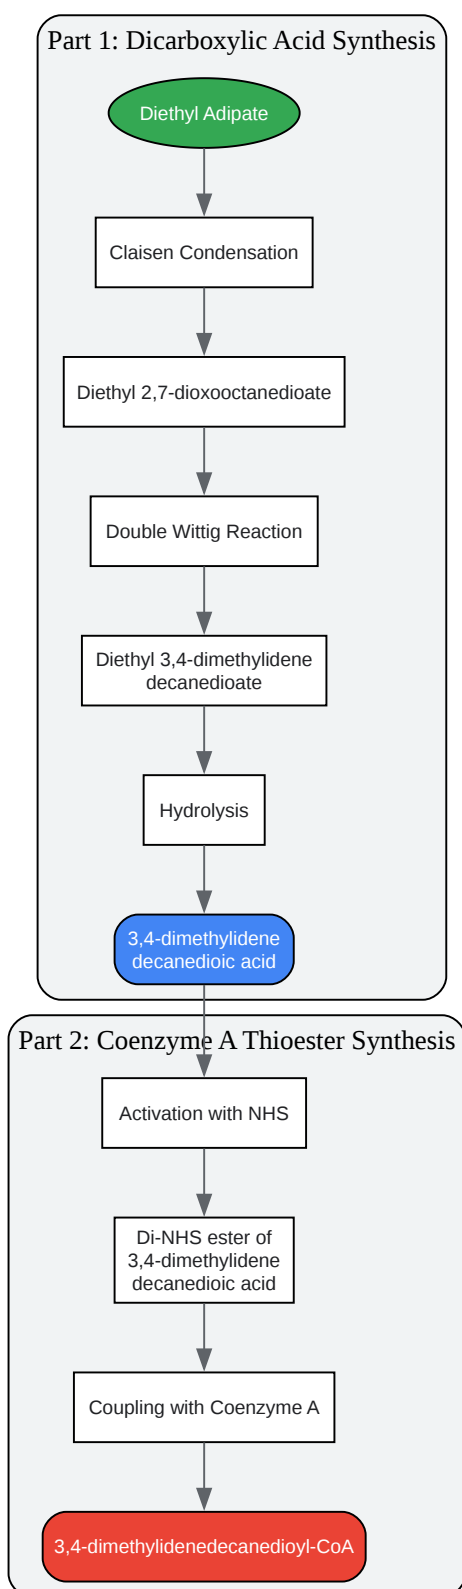 Part 1: Dicarboxylic Acid Synthesis
Diethyl Adipate
Claisen Condensation
Diethyl 2,7-dioxooctanedioate
Double Wittig Reaction
Diethyl 3,4-dimethylidene
decanedioate
Hydrolysis
3,4-dimethylidene
decanedioic acid
Part 2: Coenzyme A Thioester Synthesis
Activation with NHS
Di-NHS ester of
3,4-dimethylidene
decanedioic acid
Coupling with Coenzyme A
3,4-dimethylidenedecanedioyl-CoA